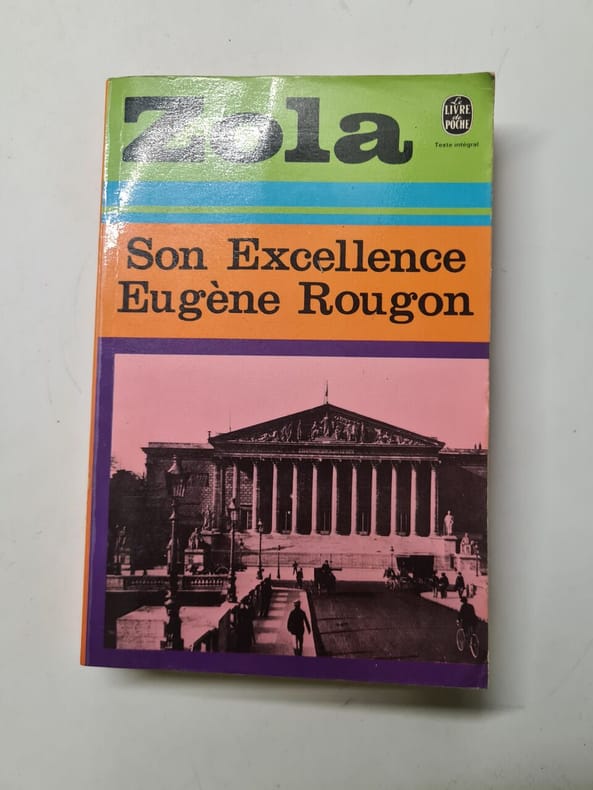 Zola
Le
LIVRE
de
POCHE
Texte intégral
Son Excellence
Eugène Rougon